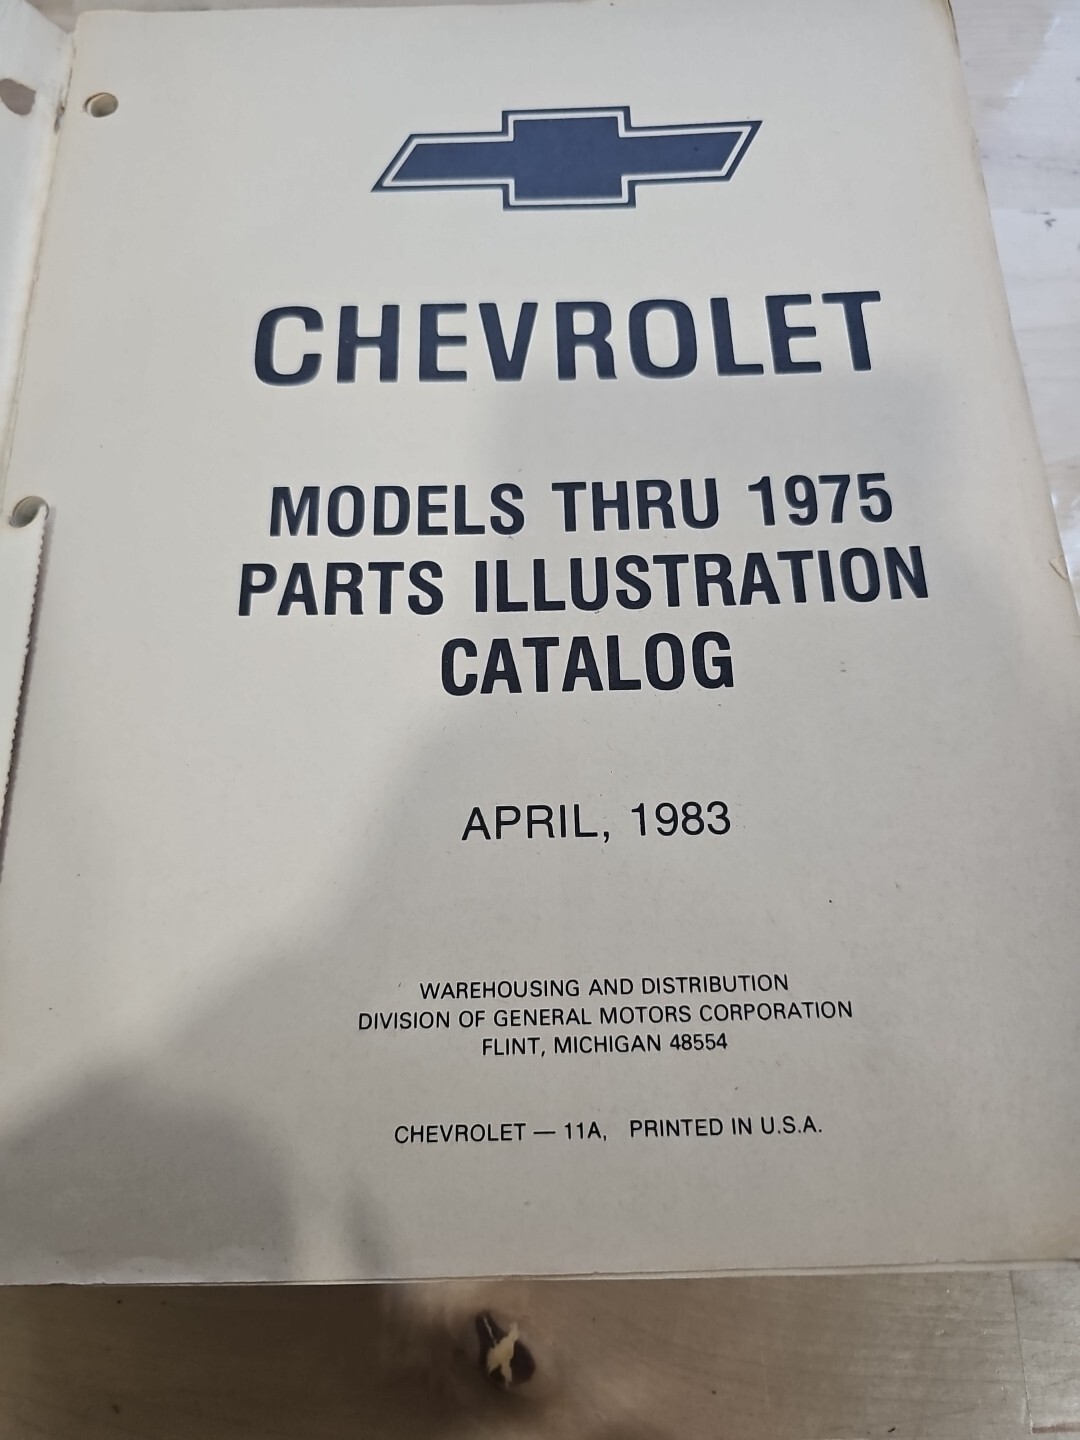 CHEVROLET
MODELS THRU 1975
PARTS ILLUSTRATION
CATALOG
APRIL, 1983
WAREHOUSING AND DISTRIBUTION
DIVISION OF GENERAL MOTORS CORPORATION
FLINT, MICHIGAN 48554
CHEVROLET — 11A, PRINTED IN U.S.A.